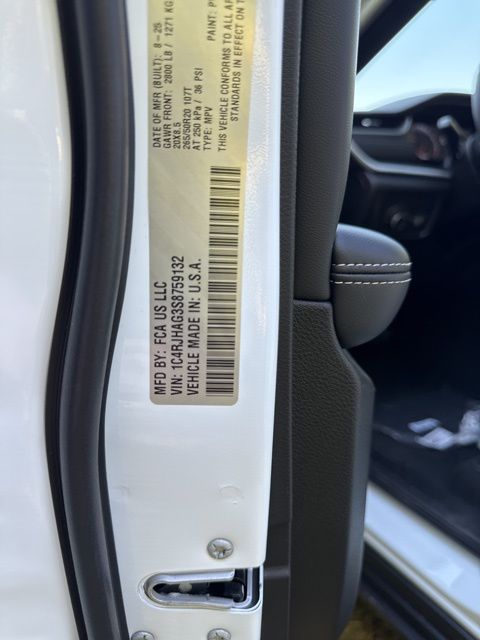 MFD BY: FCA US LLC
VIN: 1C4RJHAG3S8759132
VEHICLE MADE IN: U.S.A.
DATE OF MFR (BUILT): 8-25
GAWR FRONT: 2800 LB / 1271 KG
20X8.5
265/50R20 107T
AT 250 kPa / 36 PSI
TYPE: MPV
PAINT:
THIS VEHICLE CONFORMS TO ALL
STANDARDS IN EFFECT ON